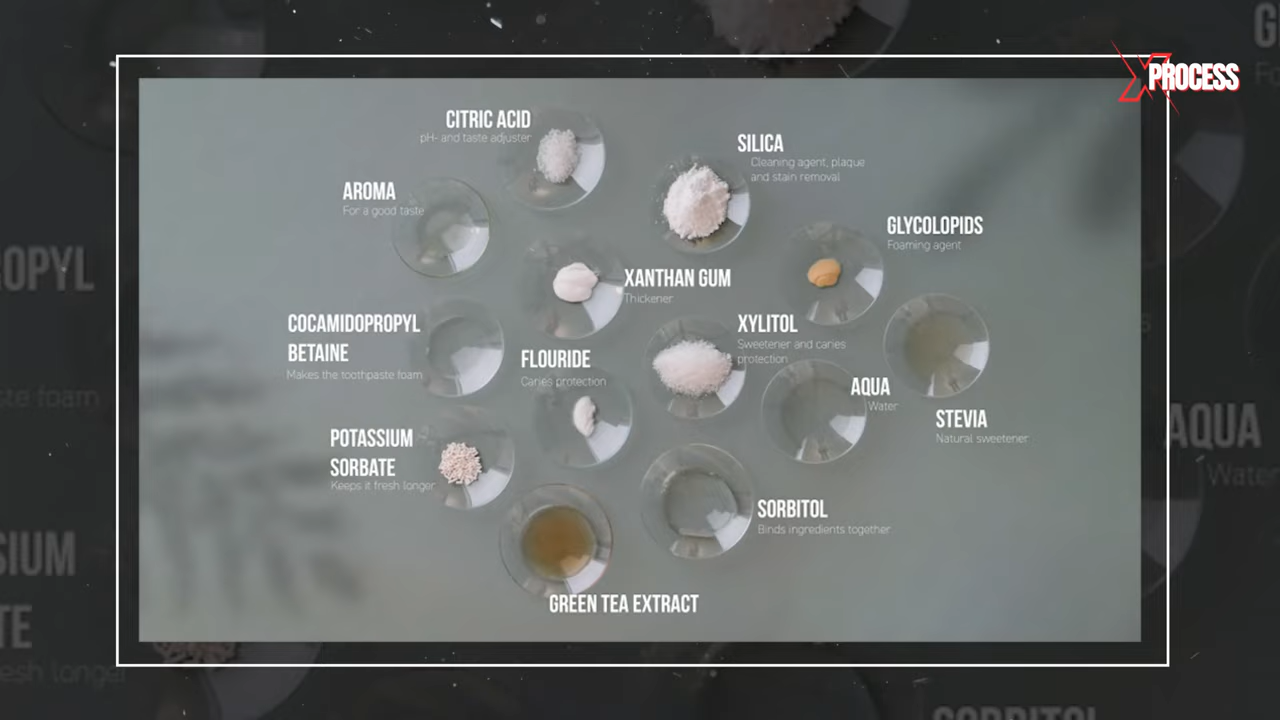 XPROCESS
CITRIC ACID
pH- and taste adjuster
SILICA
Cleaning agent, plaque
and stain removal
AROMA
For a good taste
GLYCOLOPIDS
Foaming agent
XANTHAN GUM
Thickener
COCAMIDOPROPYL
BETAINE
Makes the toothpaste foam
FLOURIDE
Caries protection
XYLITOL
Sweetener and caries
protection
AQUA
Water
STEVIA
Natural sweetener
POTASSIUM
SORBATE
Keeps it fresh longer
SORBITOL
Binds ingredients together
GREEN TEA EXTRACT
OPYL
ste foam
SIUM
TE
esh longer
AQUA
Water
SORBITOL